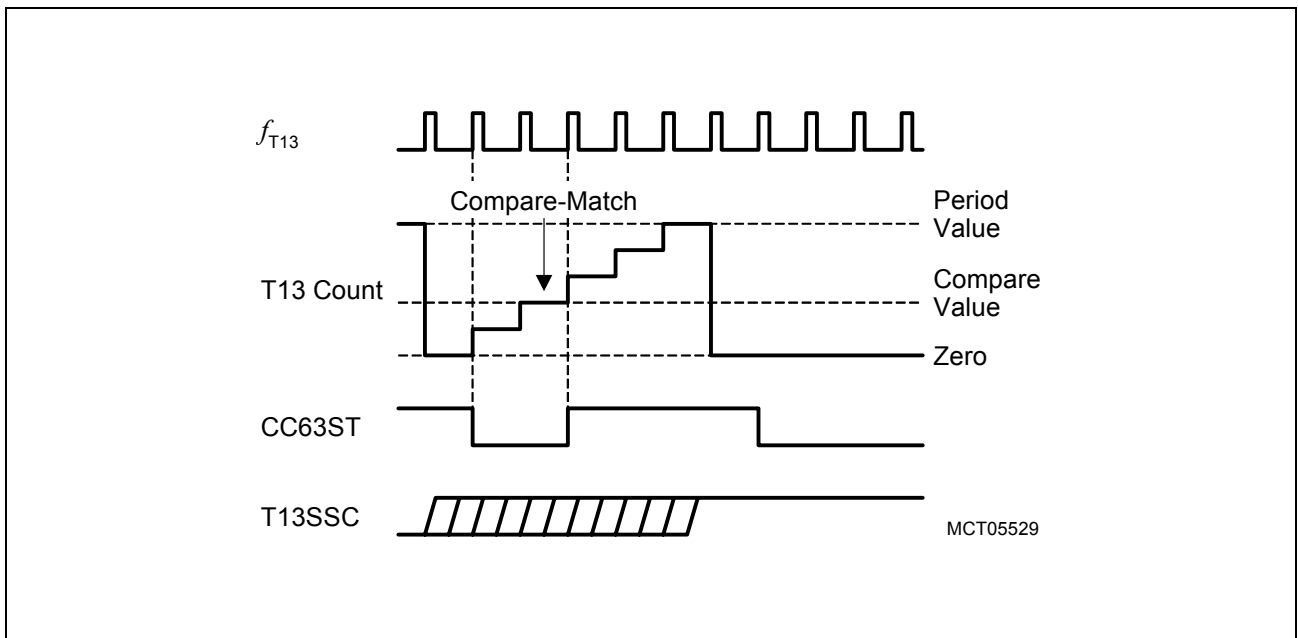 fT13
Compare-Match
Period
Value
T13 Count
Compare
Value
Zero
CC63ST
T13SSC
MCT05529